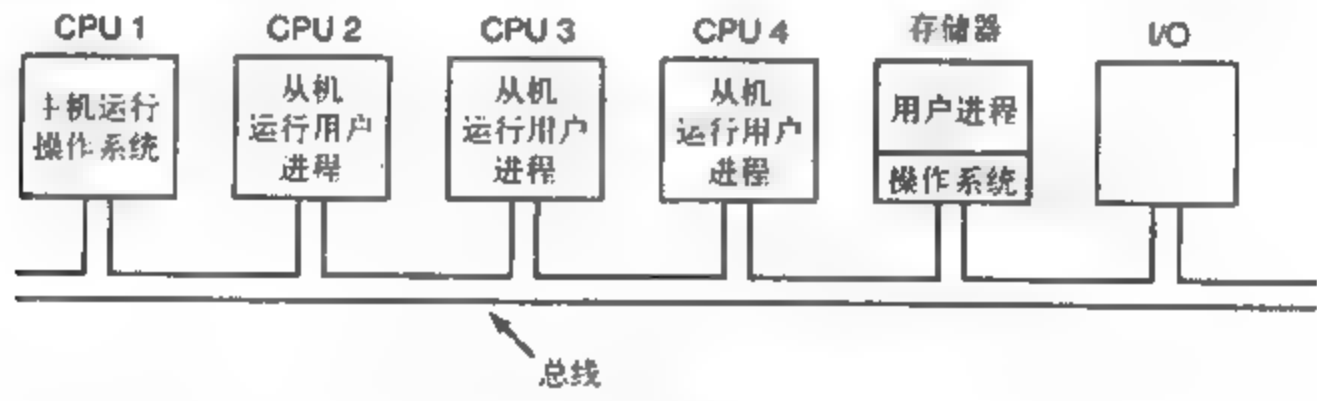 CPU 1
CPU 2
CPU 3
CPU 4
存储器
I/O
主机运行
操作系统
从机
运行用户
进程
从机
运行用户
进程
从机
运行用户
进程
用户进程
操作系统
总线